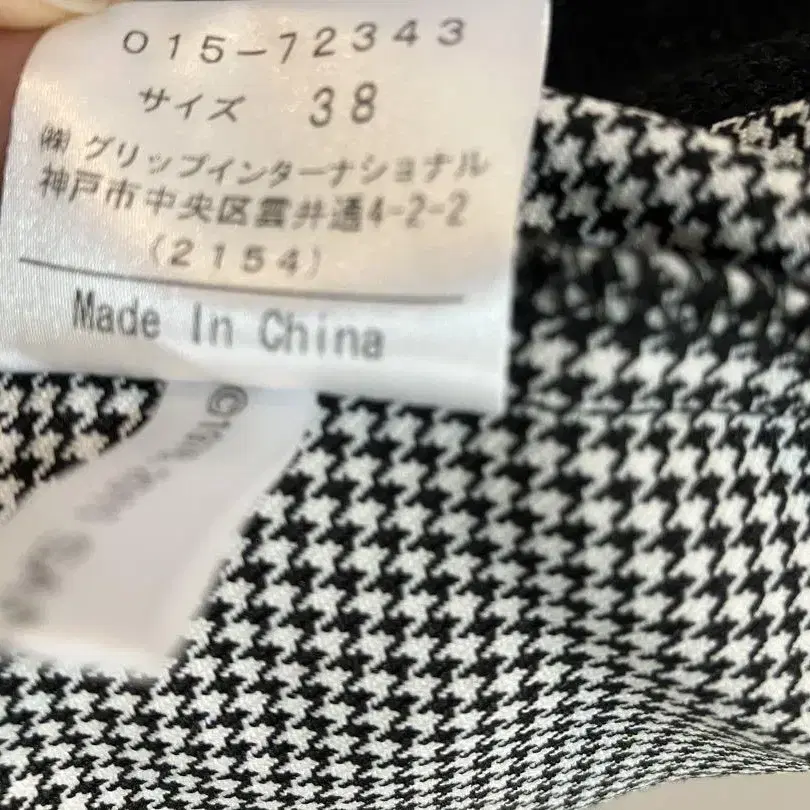 015-72343
サイズ 38
㈱グリップインターナショナル
神戸市中央区雲井通4-2-2
(2154)
Made In China